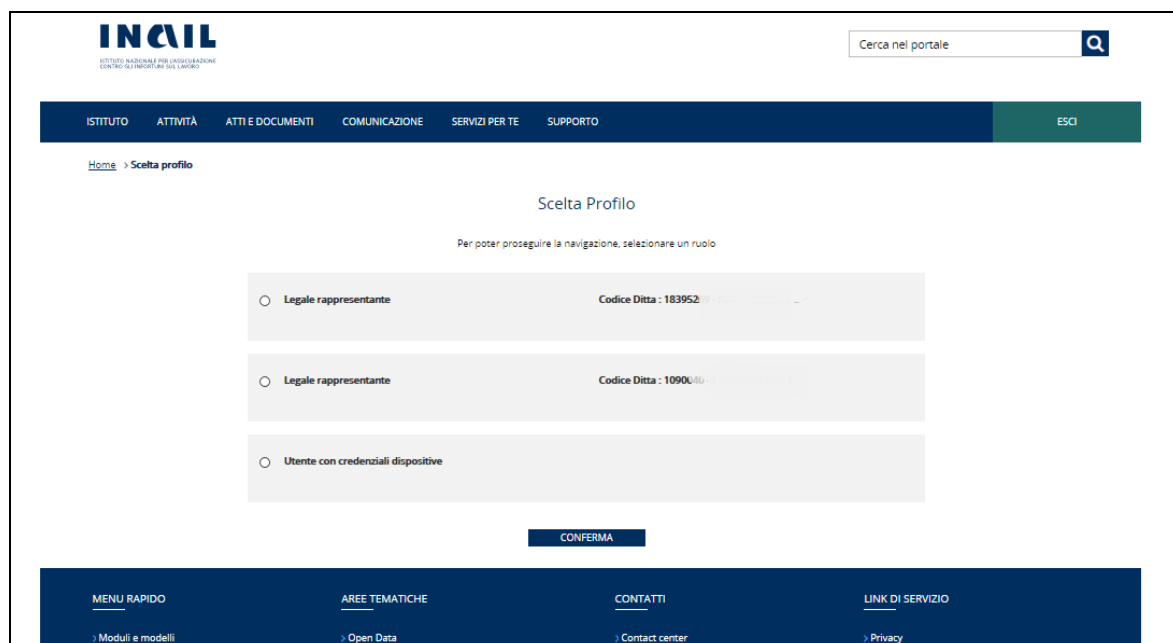 INAIL
ISTITUTO NAZIONALE PER L'ASSICURAZIONE
CONTRO GLI INFORTUNI SUL LAVORO
Cerca nel portale
ISTITUTO ATTIVITÀ ATTI E DOCUMENTI COMUNICAZIONE SERVIZI PER TE SUPPORTO ESCI
Home > Scelta profilo
Scelta Profilo
Per poter proseguire la navigazione, selezionare un ruolo
Legale rappresentante Codice Ditta :
Legale rappresentante Codice Ditta :
Utente con credenziali dispositive
CONFERMA
MENU RAPIDO AREE TEMATICHE CONTATTI LINK DI SERVIZIO
> Moduli e modelli > Open Data > Contact center > Privacy